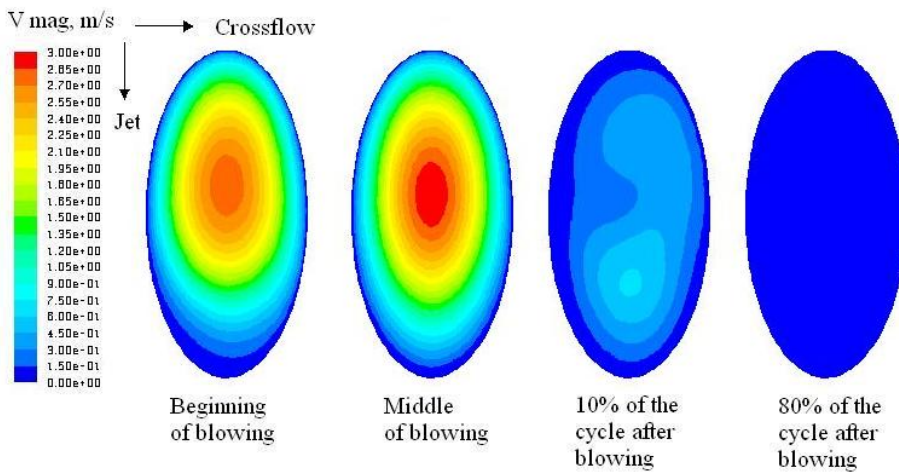 V mag, m/s
Crossflow
Jet
3.00e+00
2.85e+00
2.70e+00
2.55e+00
2.40e+00
2.25e+00
2.10e+00
1.95e+00
1.80e+00
1.65e+00
1.50e+00
1.35e+00
1.20e+00
1.05e+00
9.00e-01
7.50e-01
6.00e-01
4.50e-01
3.00e-01
1.50e-01
0.00e+00
Beginning
of blowing
Middle
of blowing
10% of the
cycle after
blowing
80% of the
cycle after
blowing